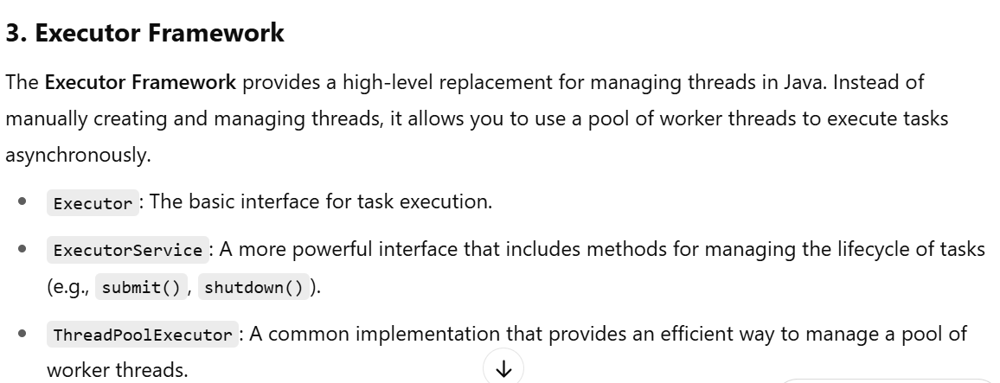 3. Executor Framework
The Executor Framework provides a high-level replacement for managing threads in Java. Instead of
manually creating and managing threads, it allows you to use a pool of worker threads to execute tasks
asynchronously.
• Executor: The basic interface for task execution.
• ExecutorService: A more powerful interface that includes methods for managing the lifecycle of tasks
(e.g., submit(), shutdown()).
• ThreadPoolExecutor: A common implementation that provides an efficient way to manage a pool of
worker threads.